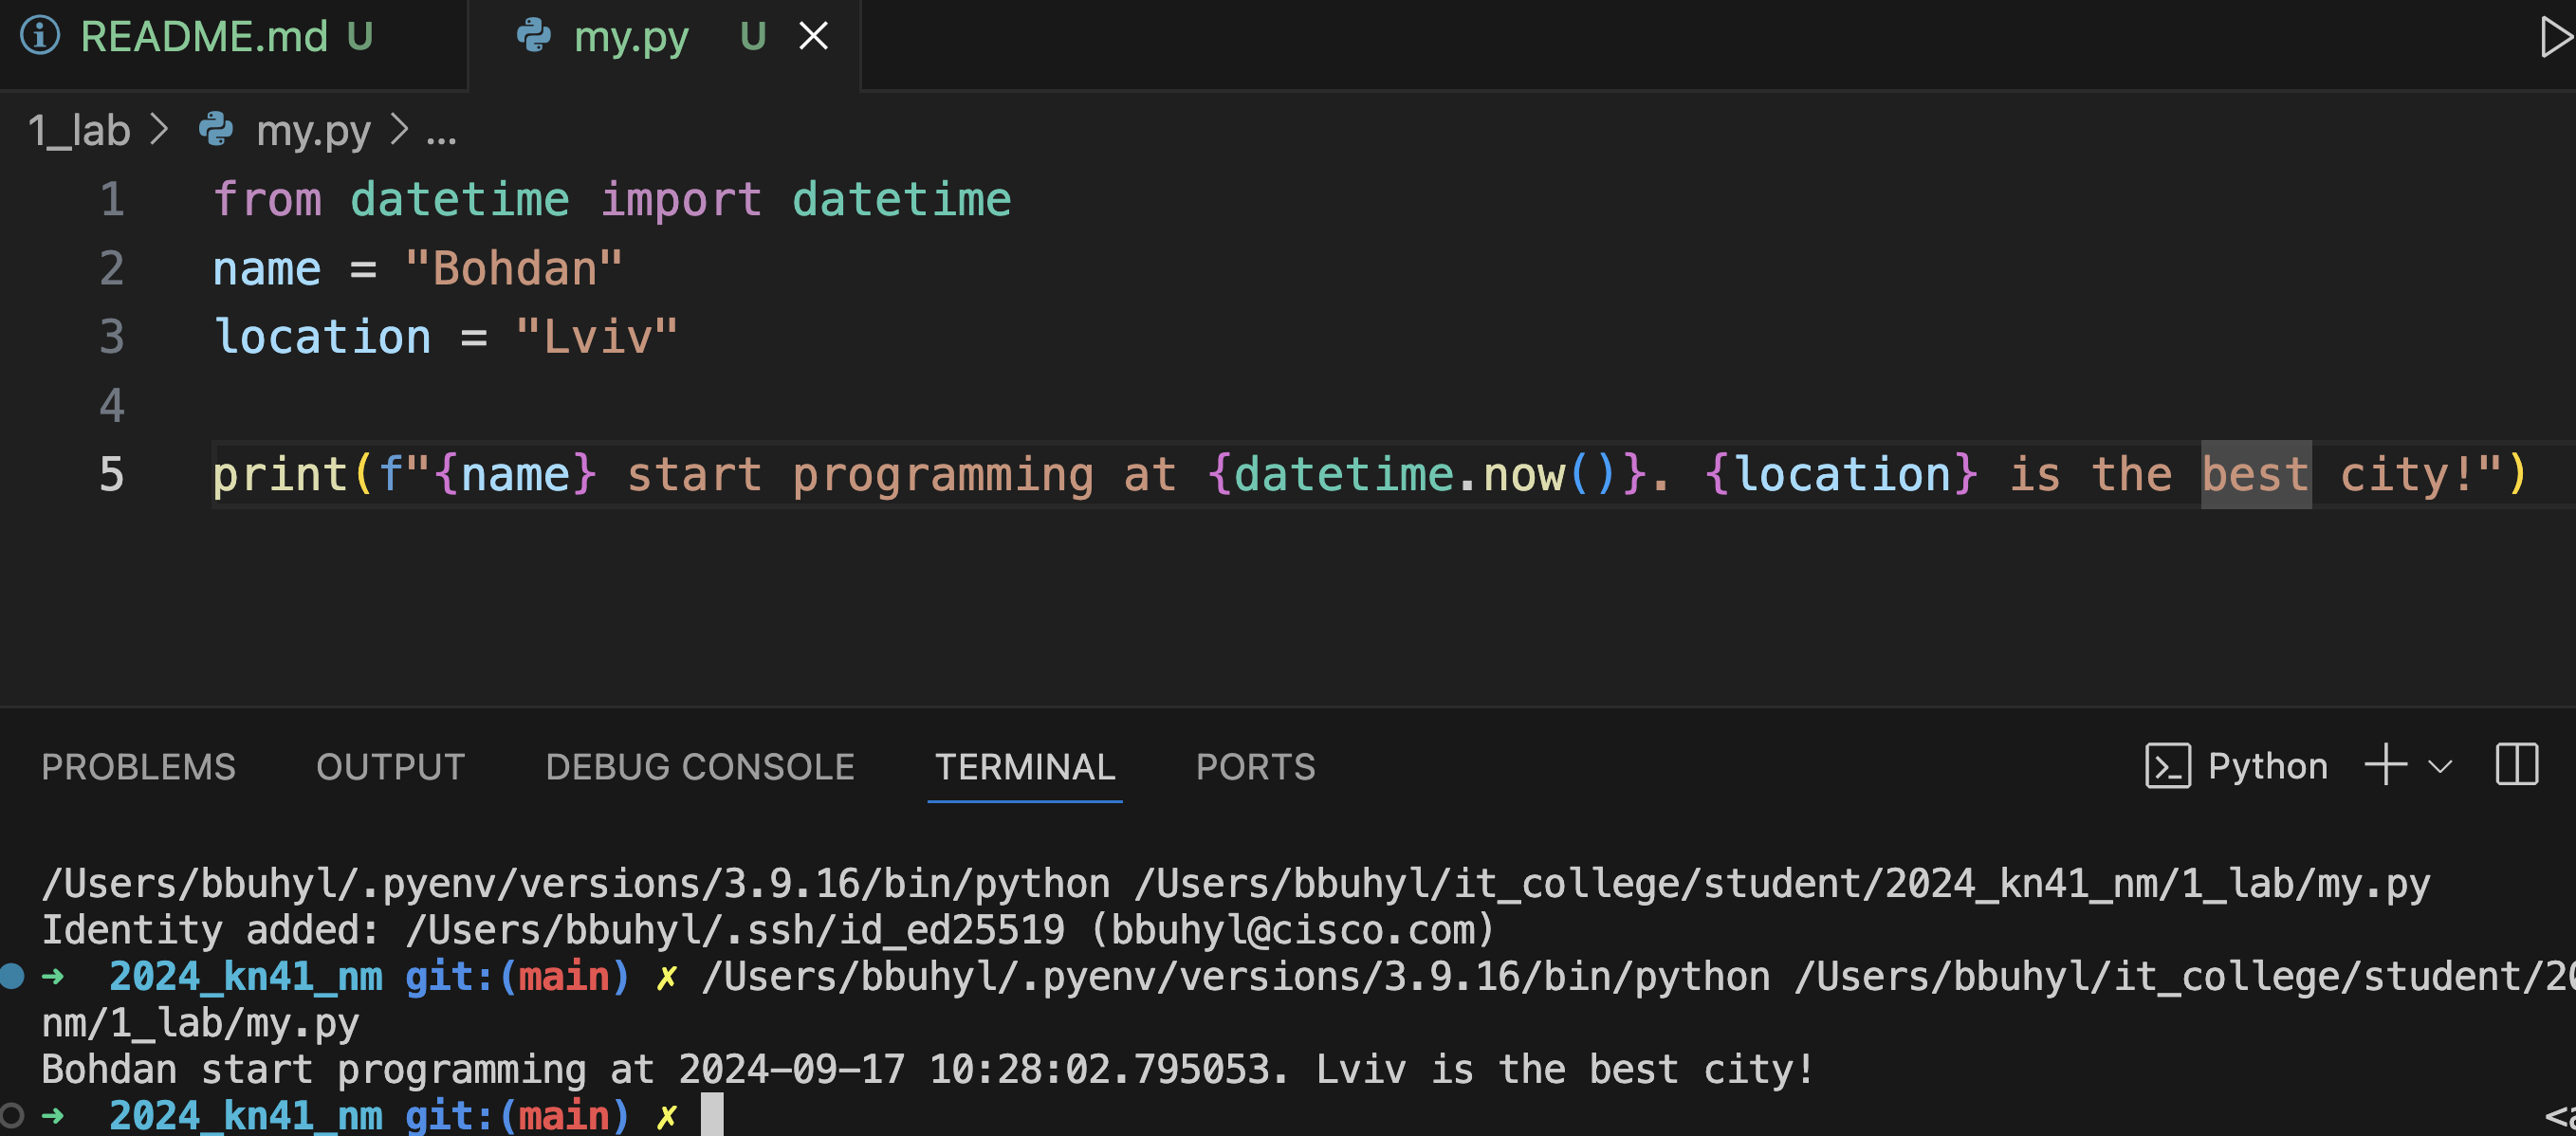 README.md U
my.py U
1_lab > my.py > ...
1 from datetime import datetime
2 name = "Bohdan"
3 location = "Lviv"
4
5 print(f"{name} start programming at {datetime.now()}. {location} is the best city!")
PROBLEMS OUTPUT DEBUG CONSOLE TERMINAL PORTS Python
/Users/bbuhyl/.pyenv/versions/3.9.16/bin/python /Users/bbuhyl/it_college/student/2024_kn41_nm/1_lab/my.py
Identity added: /Users/bbuhyl/.ssh/id_ed25519 (bbuhyl@cisco.com)
➜ 2024_kn41_nm git:(main) ✗ /Users/bbuhyl/.pyenv/versions/3.9.16/bin/python /Users/bbuhyl/it_college/student/20
nm/1_lab/my.py
Bohdan start programming at 2024-09-17 10:28:02.795053. Lviv is the best city!
➜ 2024_kn41_nm git:(main) ✗